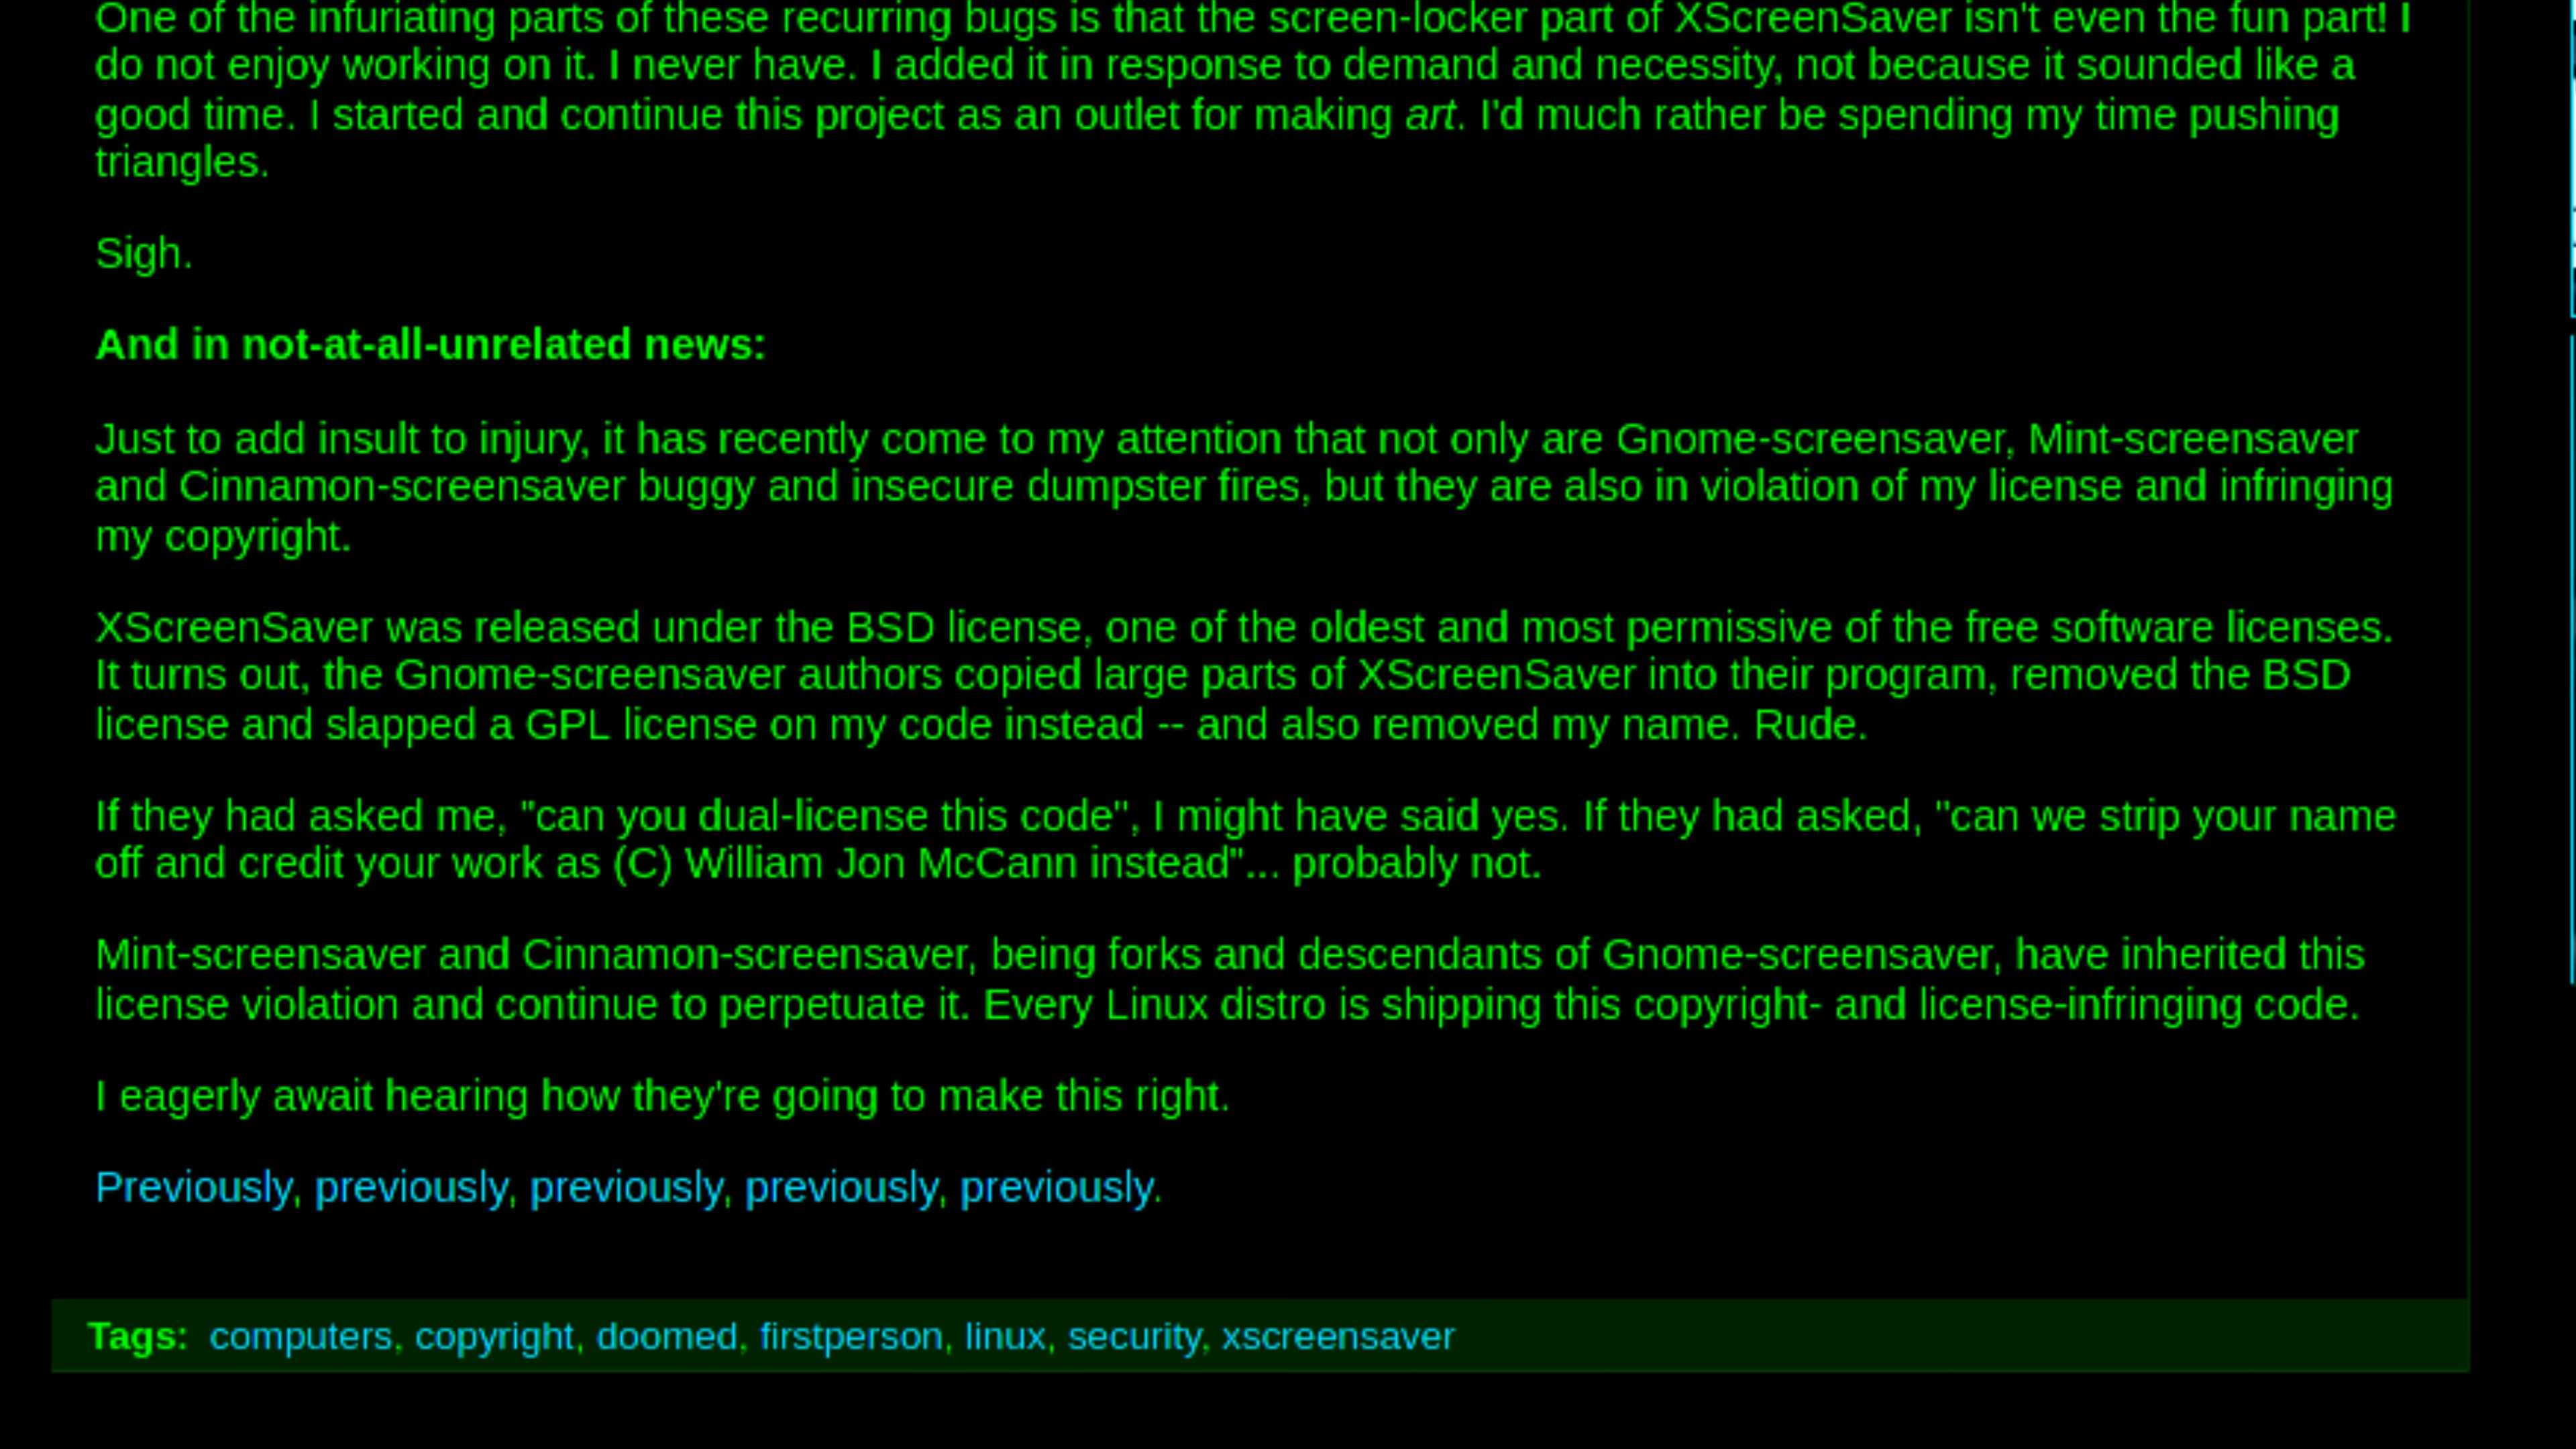 One of the infuriating parts of these recurring bugs is that the screen-locker part of XScreenSaver isn't even the fun part! I
do not enjoy working on it. I never have. I added it in response to demand and necessity, not because it sounded like a
good time. I started and continue this project as an outlet for making art. I'd much rather be spending my time pushing
triangles.
Sigh.
And in not-at-all-unrelated news:
Just to add insult to injury, it has recently come to my attention that not only are Gnome-screensaver, Mint-screensaver
and Cinnamon-screensaver buggy and insecure dumpster fires, but they are also in violation of my license and infringing
my copyright.
XScreenSaver was released under the BSD license, one of the oldest and most permissive of the free software licenses.
It turns out, the Gnome-screensaver authors copied large parts of XScreenSaver into their program, removed the BSD
license and slapped a GPL license on my code instead -- and also removed my name. Rude.
If they had asked me, "can you dual-license this code", I might have said yes. If they had asked, "can we strip your name
off and credit your work as (C) William Jon McCann instead"... probably not.
Mint-screensaver and Cinnamon-screensaver, being forks and descendants of Gnome-screensaver, have inherited this
license violation and continue to perpetuate it. Every Linux distro is shipping this copyright- and license-infringing code.
I eagerly await hearing how they're going to make this right.
Previously, previously, previously, previously, previously.
Tags: computers, copyright, doomed, firstperson, linux, security, xscreensaver